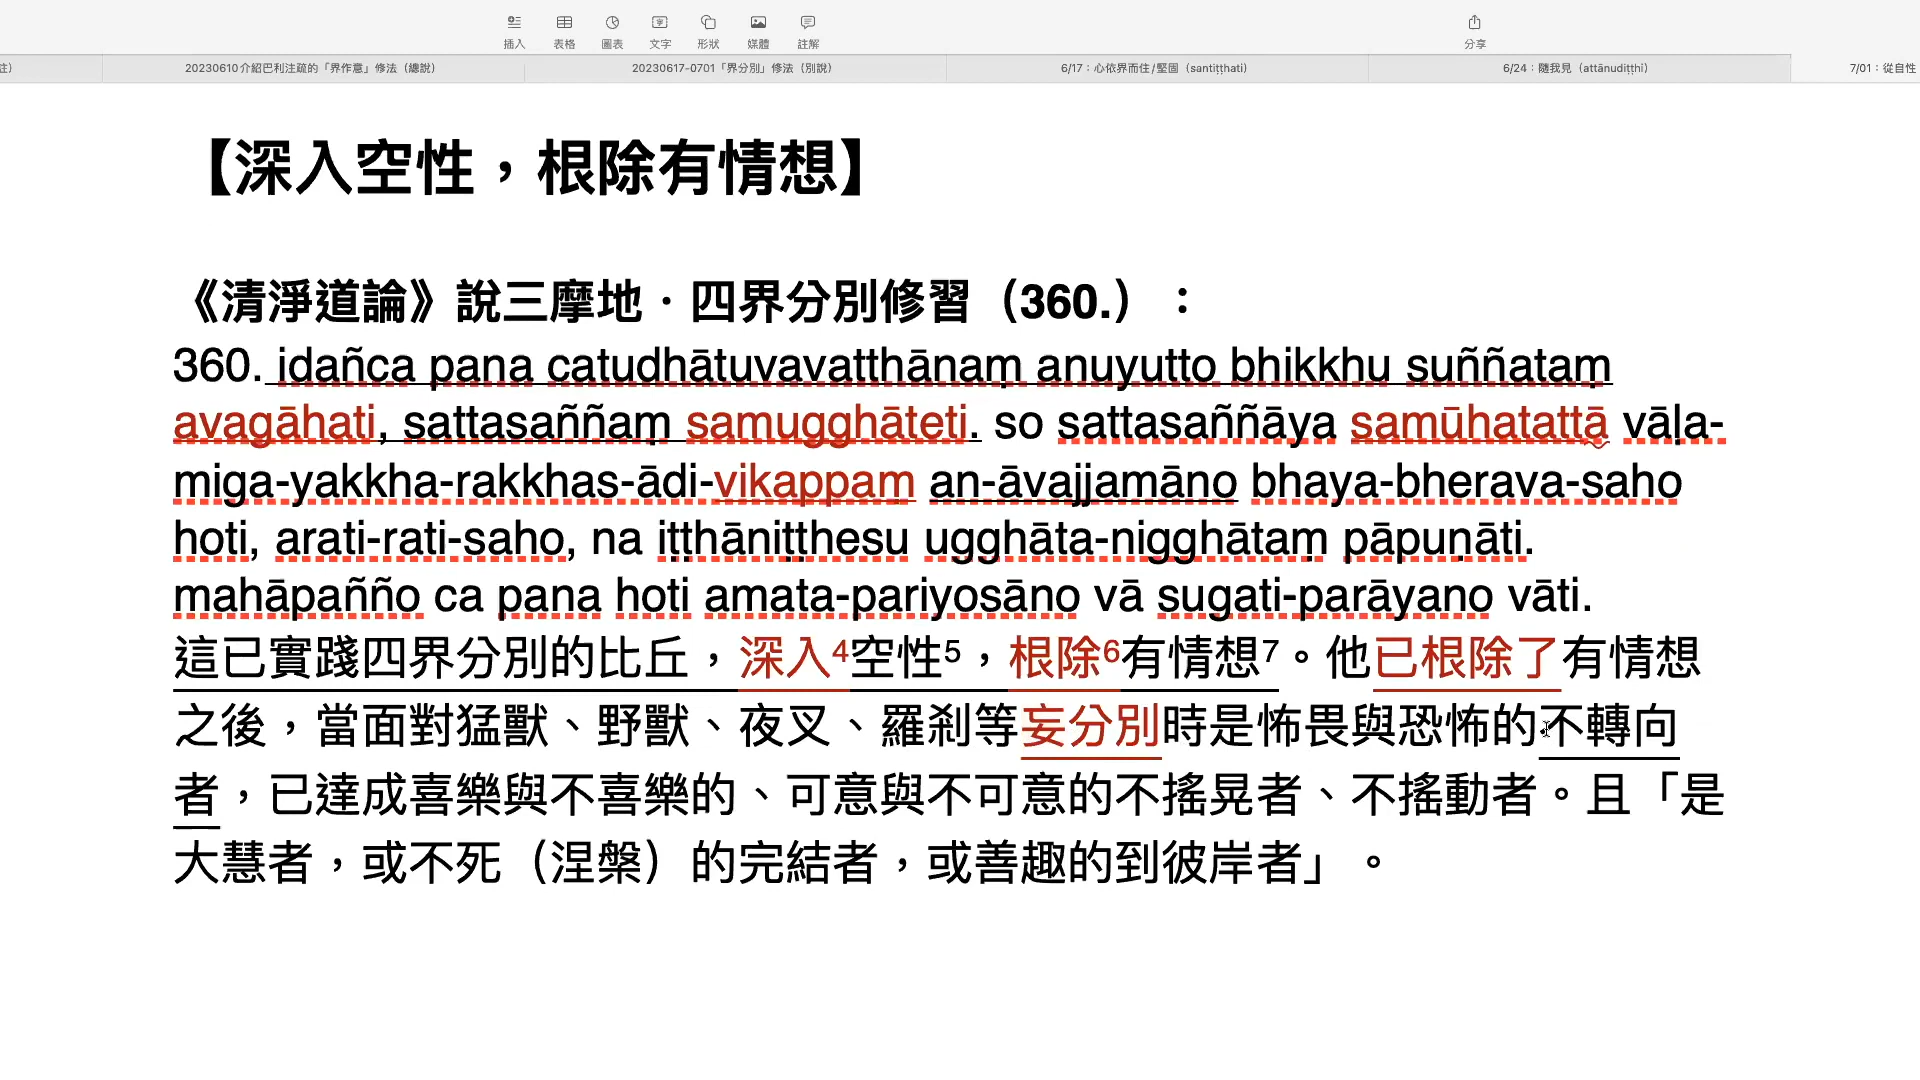 插入 表格 圖表 文字 形狀 媒體 註解 分享
註） 20230610介紹巴利注疏的「界作意」修法（總說） 20230617-0701「界分別」修法（別說） 6/17：心依界而住/堅固（santiṭṭhati） 6/24：隨我見（attānudiṭṭhi） 7/01：從自性
【深入空性，根除有情想】
《清淨道論》說三摩地．四界分別修習（360.）：
360. idañca pana catudhātuvavatthānaṃ anuyutto bhikkhu suññataṃ
avagāhati, sattasaññaṃ samugghāteti. so sattasaññāya samūhatattā vāḷa-
miga-yakkha-rakkhas-ādi-vikappaṃ an-āvajjamāno bhaya-bherava-saho
hoti, arati-rati-saho, na iṭṭhāniṭṭhesu ugghāta-nigghātaṃ pāpuṇāti.
mahāpañño ca pana hoti amata-pariyosāno vā sugati-parāyano vāti.
這已實踐四界分別的比丘，深入4空性5，根除6有情想7。他已根除了有情想
之後，當面對猛獸、野獸、夜叉、羅剎等妄分別時是怖畏與恐怖的不轉向
者，已達成喜樂與不喜樂的、可意與不可意的不搖晃者、不搖動者。且「是
大慧者，或不死（涅槃）的完結者，或善趣的到彼岸者」。